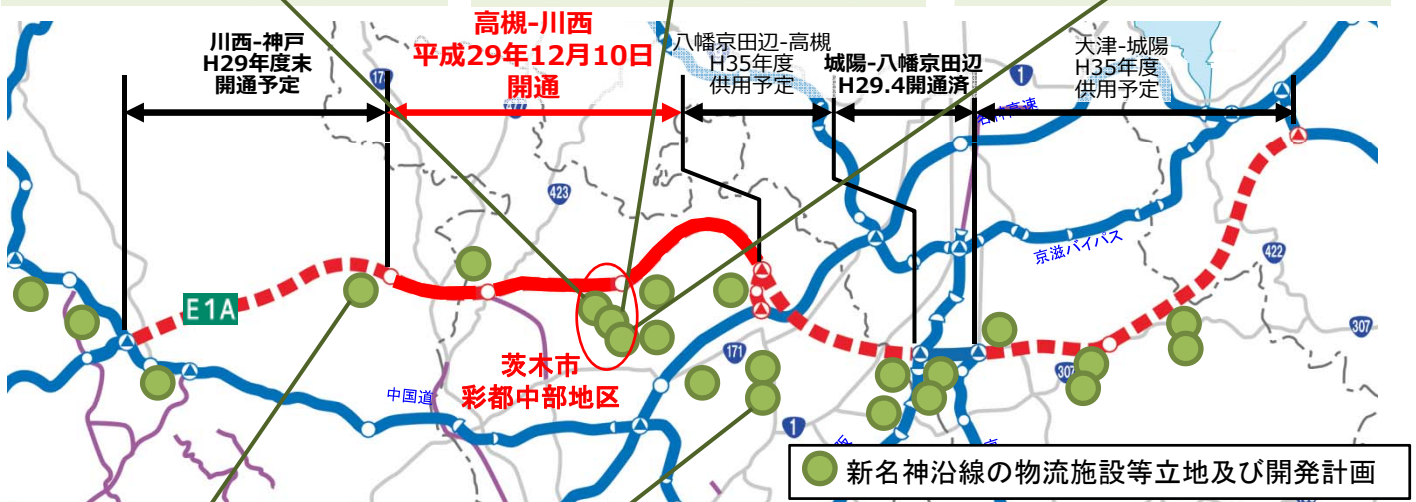 川西-神戸
H29年度末
開通予定
高槻-川西
平成29年12月10日
開通
八幡京田辺-高槻
H35年度
供用予定
城陽-八幡京田辺
H29.4開通済
大津-城陽
H35年度
供用予定
1
名神高速
423
京滋バイパス
422
E1A
307
171
307
茨木市
彩都中部地区
中国道
1
新名神沿線の物流施設等立地及び開発計画